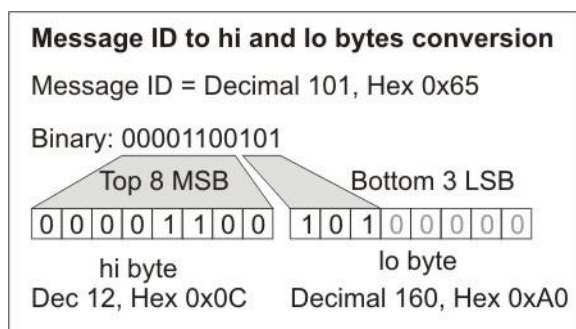 Message ID to hi and lo bytes conversion
Message ID = Decimal 101, Hex 0x65
Binary: 00001100101
Top 8 MSB Bottom 3 LSB
0 0 0 0 1 1 0 0 1 0 1 0 0 0 0 0
hi byte lo byte
Dec 12, Hex 0x0C Decimal 160, Hex 0xA0